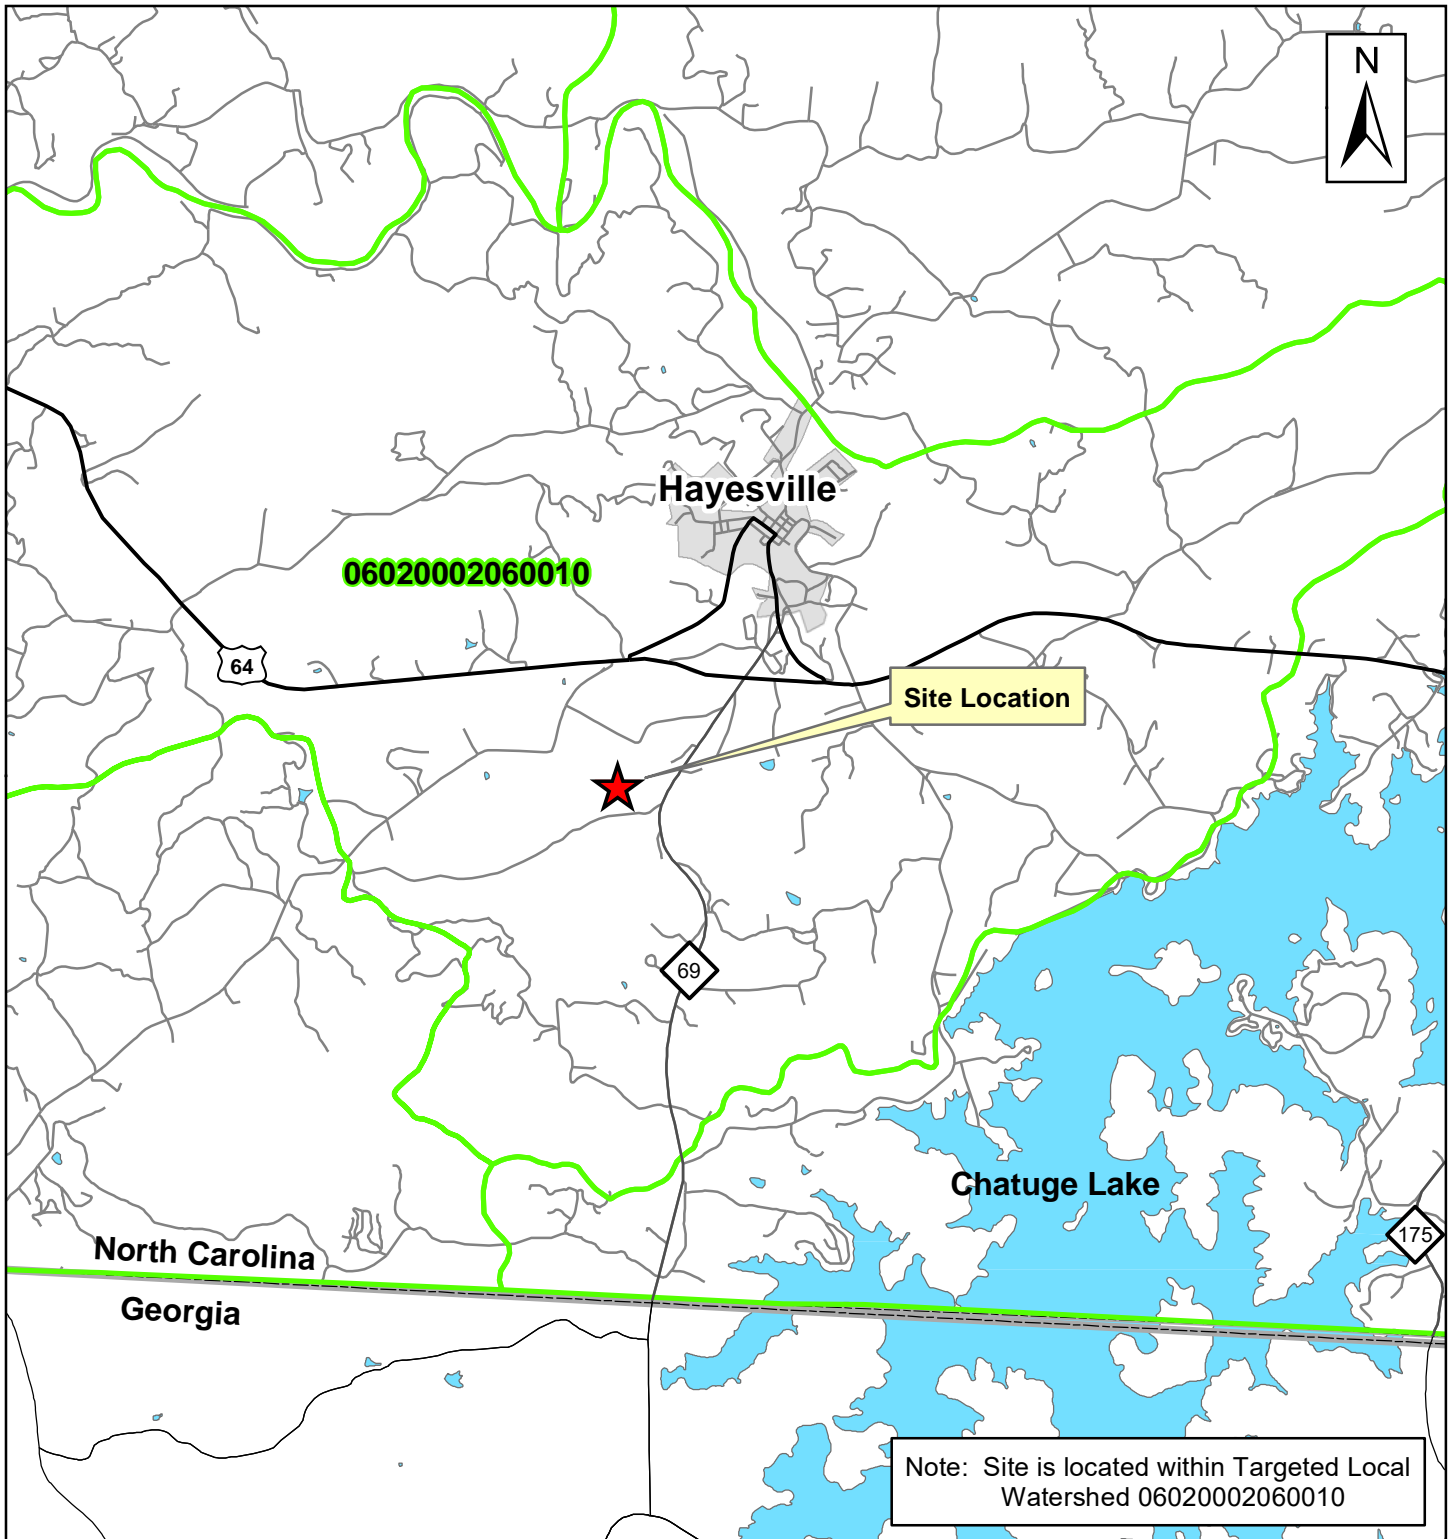 N
Hayesville
06020002060010
64
Site Location
69
Chatuge Lake
175
North Carolina
Georgia
Note: Site is located within Targeted Local
Watershed 06020002060010